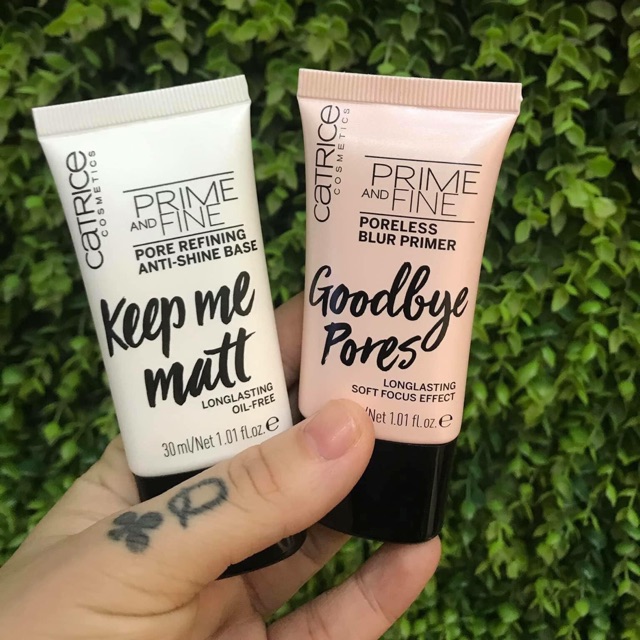 CATRICE
COSMETICS
PRIME
AND FINE
PORE REFINING
ANTI-SHINE BASE
Keep me
matt
LONGLASTING
OIL-FREE
30 ml/Net 1.01 fl.oz. e
CATRICE
COSMETICS
PRIME
AND FINE
PORELESS
BLUR PRIMER
Goodbye
Pores
LONGLASTING
SOFT FOCUS EFFECT
/Net 1.01 fl.oz. e